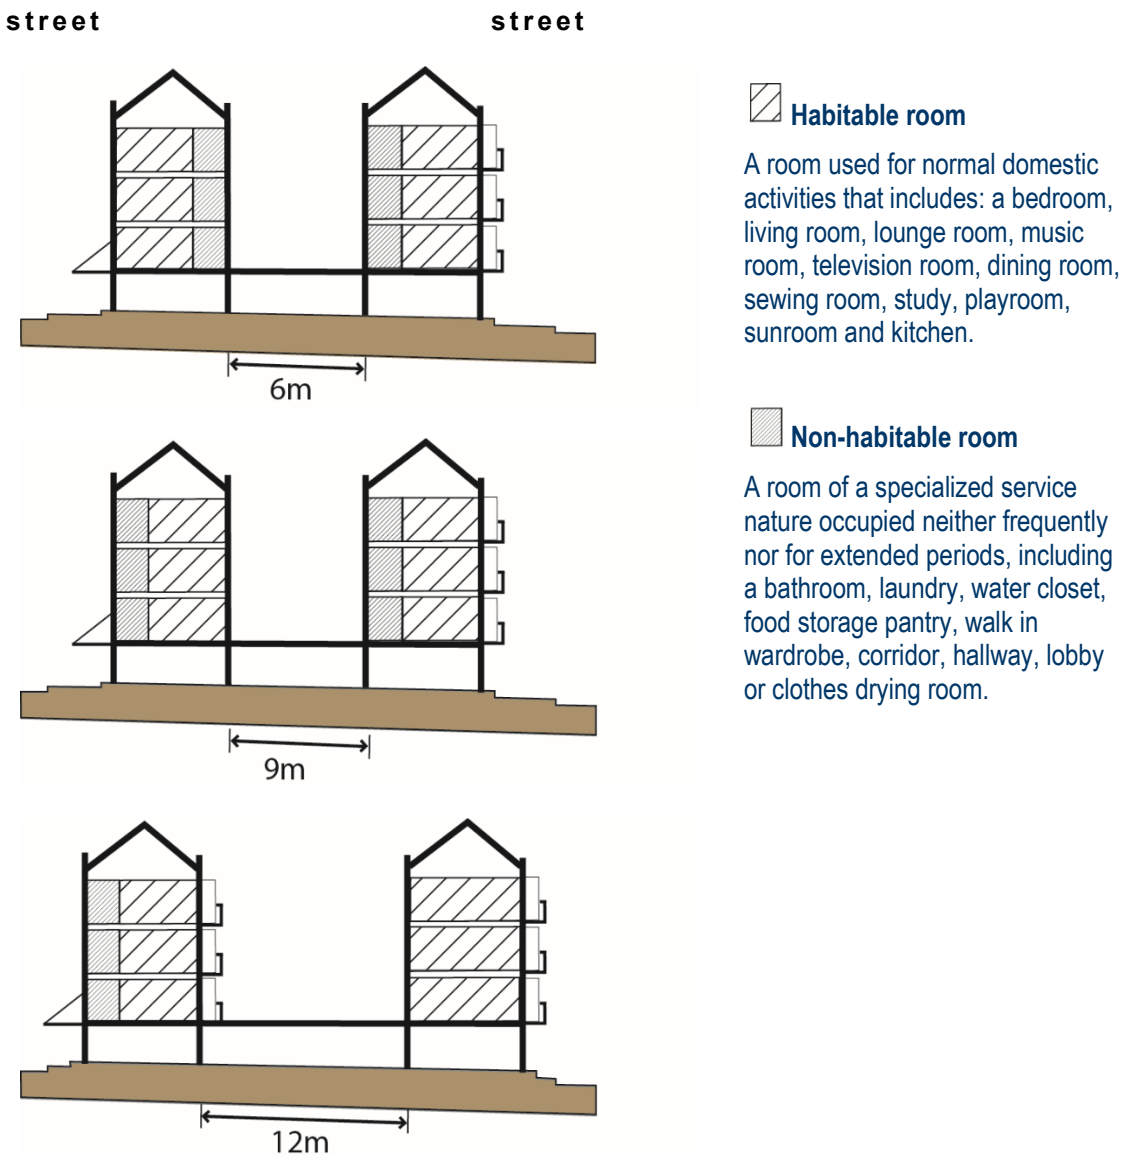 street street
6m
9m
12m
Habitable room
A room used for normal domestic
activities that includes: a bedroom,
living room, lounge room, music
room, television room, dining room,
sewing room, study, playroom,
sunroom and kitchen.
Non-habitable room
A room of a specialized service
nature occupied neither frequently
nor for extended periods, including
a bathroom, laundry, water closet,
food storage pantry, walk in
wardrobe, corridor, hallway, lobby
or clothes drying room.